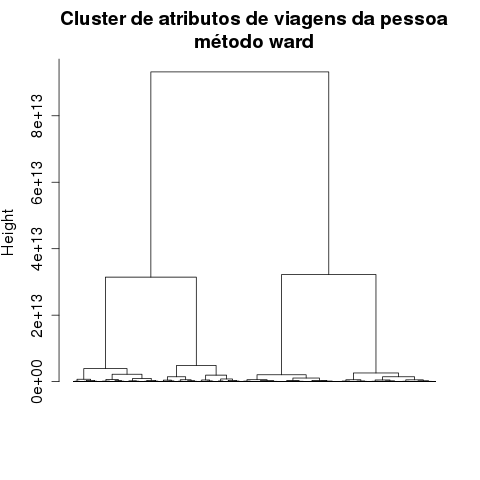 Cluster de atributos de viagens da pessoa
método ward
Height
8e+13
6e+13
4e+13
2e+13
0e+00